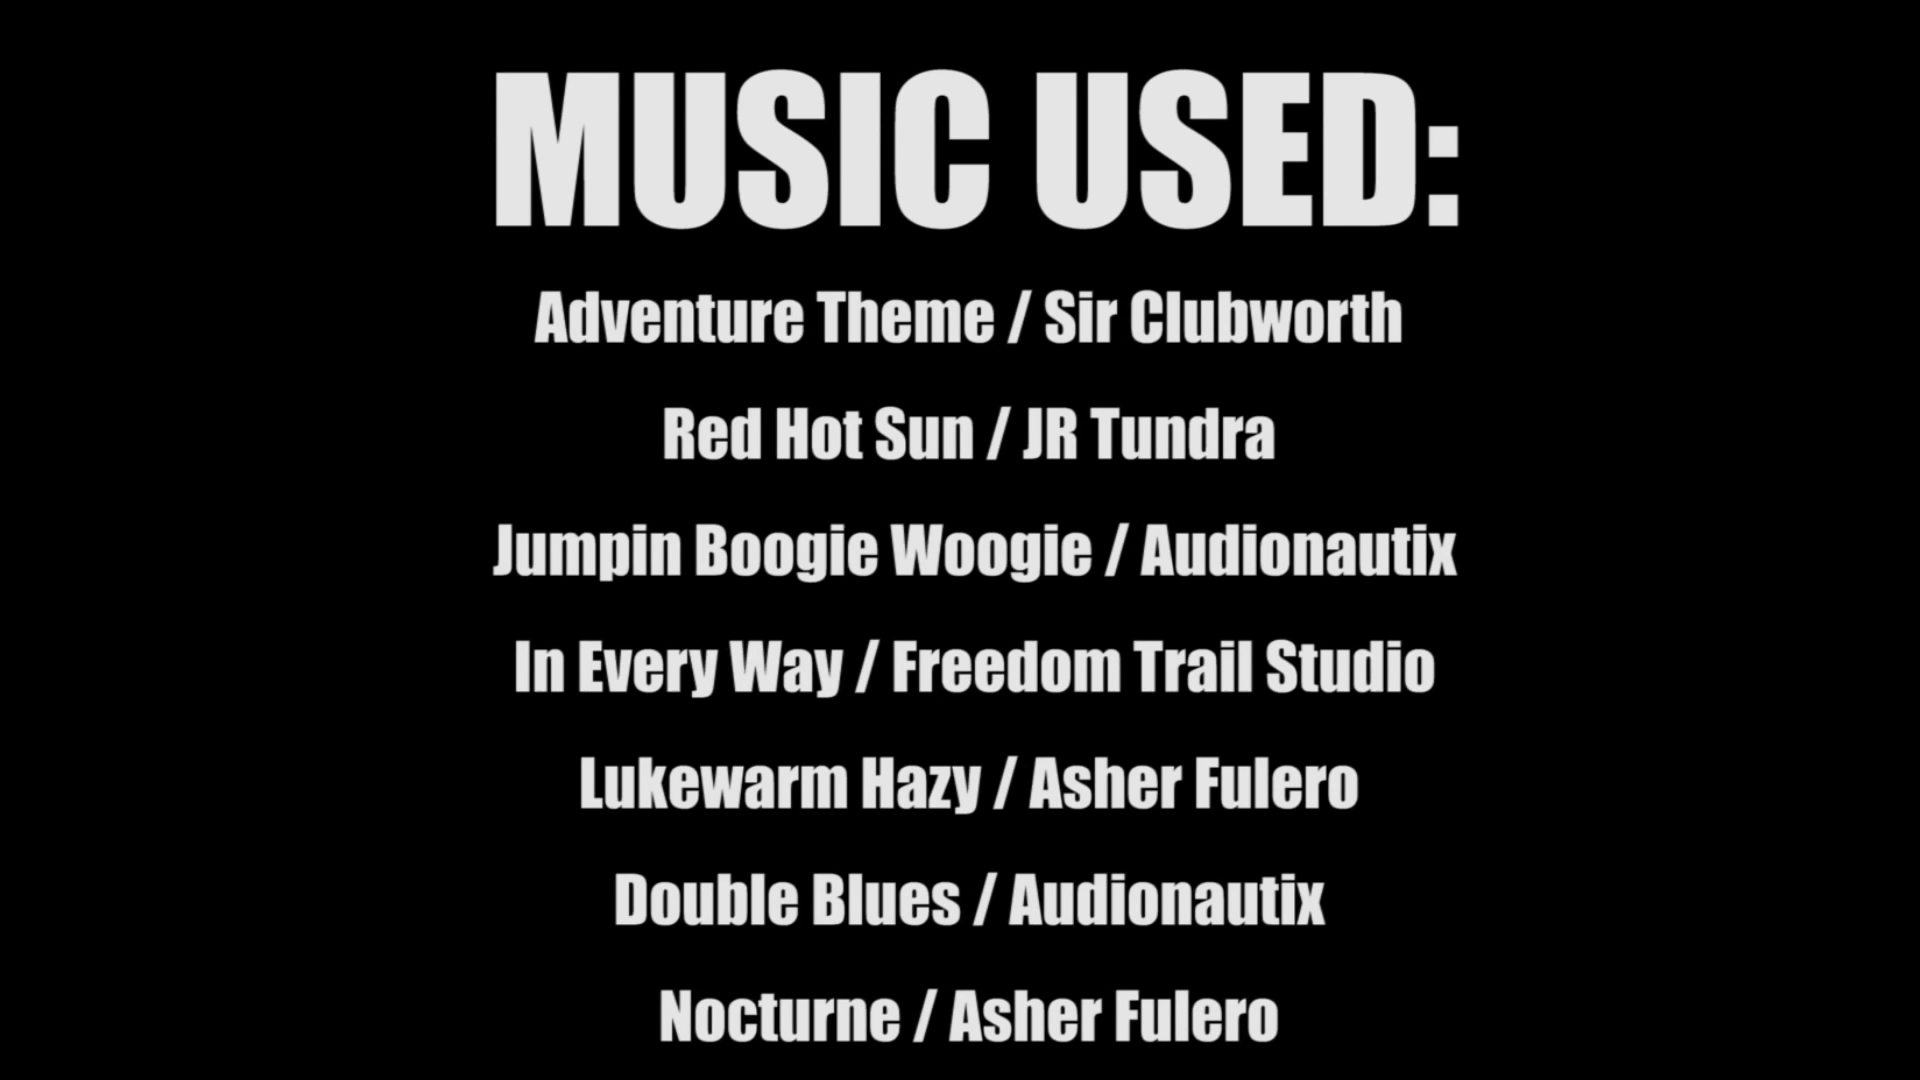 MUSIC USED:
Adventure Theme / Sir Clubworth
Red Hot Sun / JR Tundra
Jumpin Boogie Woogie / Audionautix
In Every Way / Freedom Trail Studio
Lukewarm Hazy / Asher Fulero
Double Blues / Audionautix
Nocturne / Asher Fulero